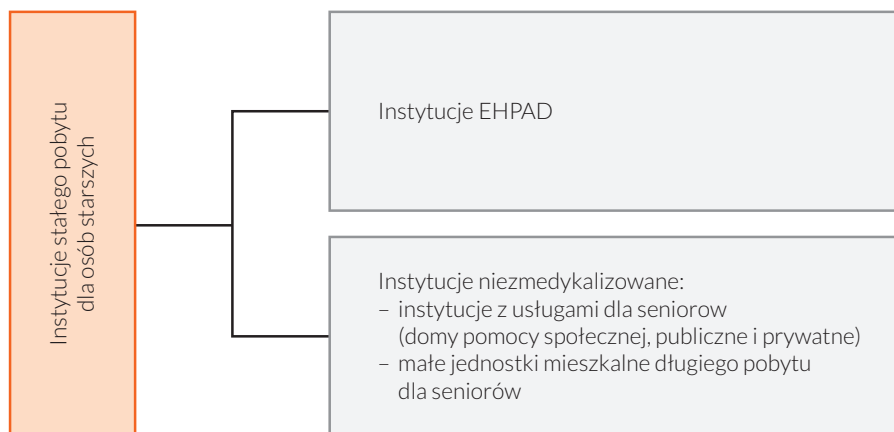 Instytucje stałego pobytu
dla osób starszych
Instytucje EHPAD
Instytucje niezmedykalizowane:
– instytucje z usługami dla seniorow
(domy pomocy społecznej, publiczne i prywatne)
– małe jednostki mieszkalne długiego pobytu
dla seniorów